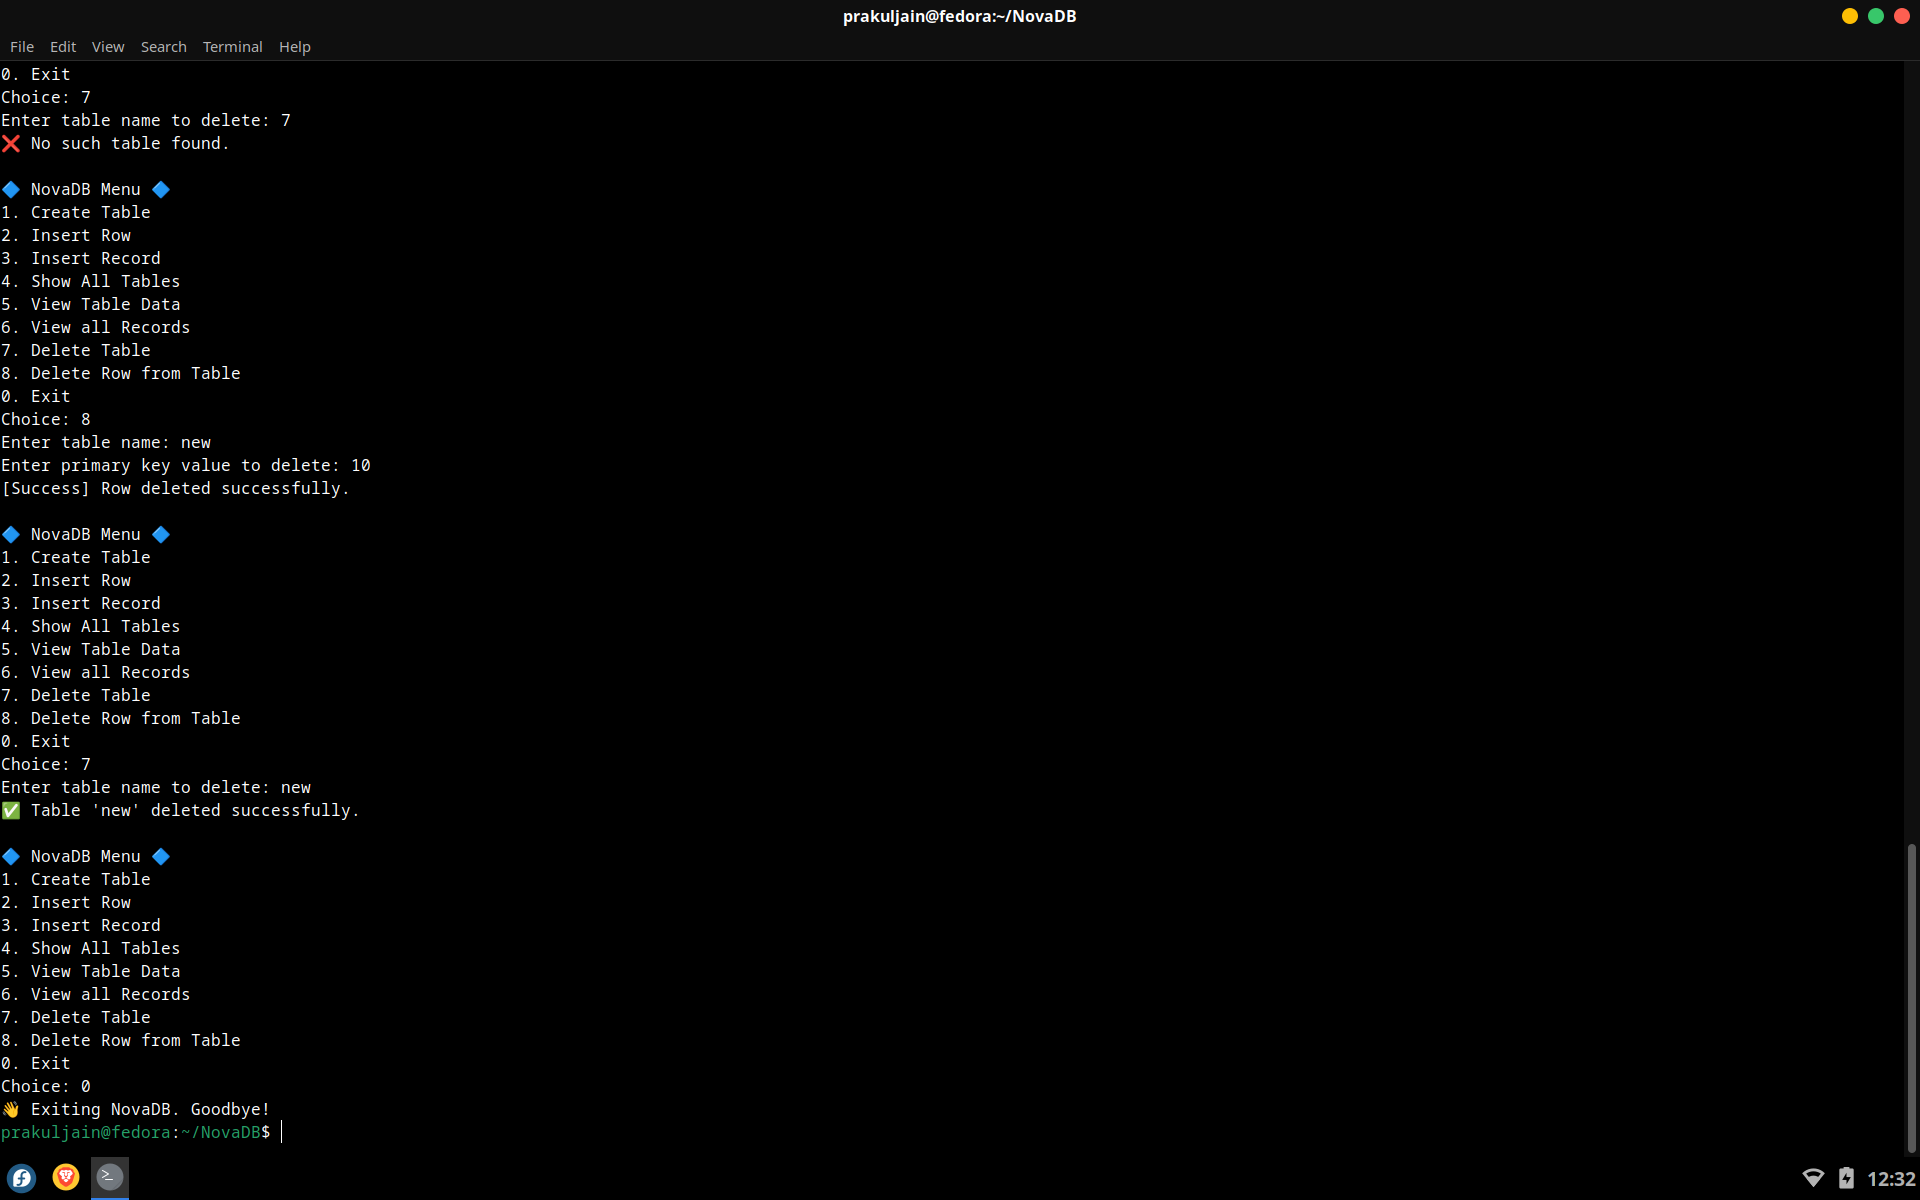 prakuljain@fedora:~/NovaDB
File Edit View Search Terminal Help
0. Exit
Choice: 7
Enter table name to delete: 7
❌ No such table found.
🔷 NovaDB Menu 🔷
1. Create Table
2. Insert Row
3. Insert Record
4. Show All Tables
5. View Table Data
6. View all Records
7. Delete Table
8. Delete Row from Table
0. Exit
Choice: 8
Enter table name: new
Enter primary key value to delete: 10
[Success] Row deleted successfully.
🔷 NovaDB Menu 🔷
1. Create Table
2. Insert Row
3. Insert Record
4. Show All Tables
5. View Table Data
6. View all Records
7. Delete Table
8. Delete Row from Table
0. Exit
Choice: 7
Enter table name to delete: new
✅ Table 'new' deleted successfully.
🔷 NovaDB Menu 🔷
1. Create Table
2. Insert Row
3. Insert Record
4. Show All Tables
5. View Table Data
6. View all Records
7. Delete Table
8. Delete Row from Table
0. Exit
Choice: 0
👋 Exiting NovaDB. Goodbye!
prakuljain@fedora:~/NovaDB$
12:32